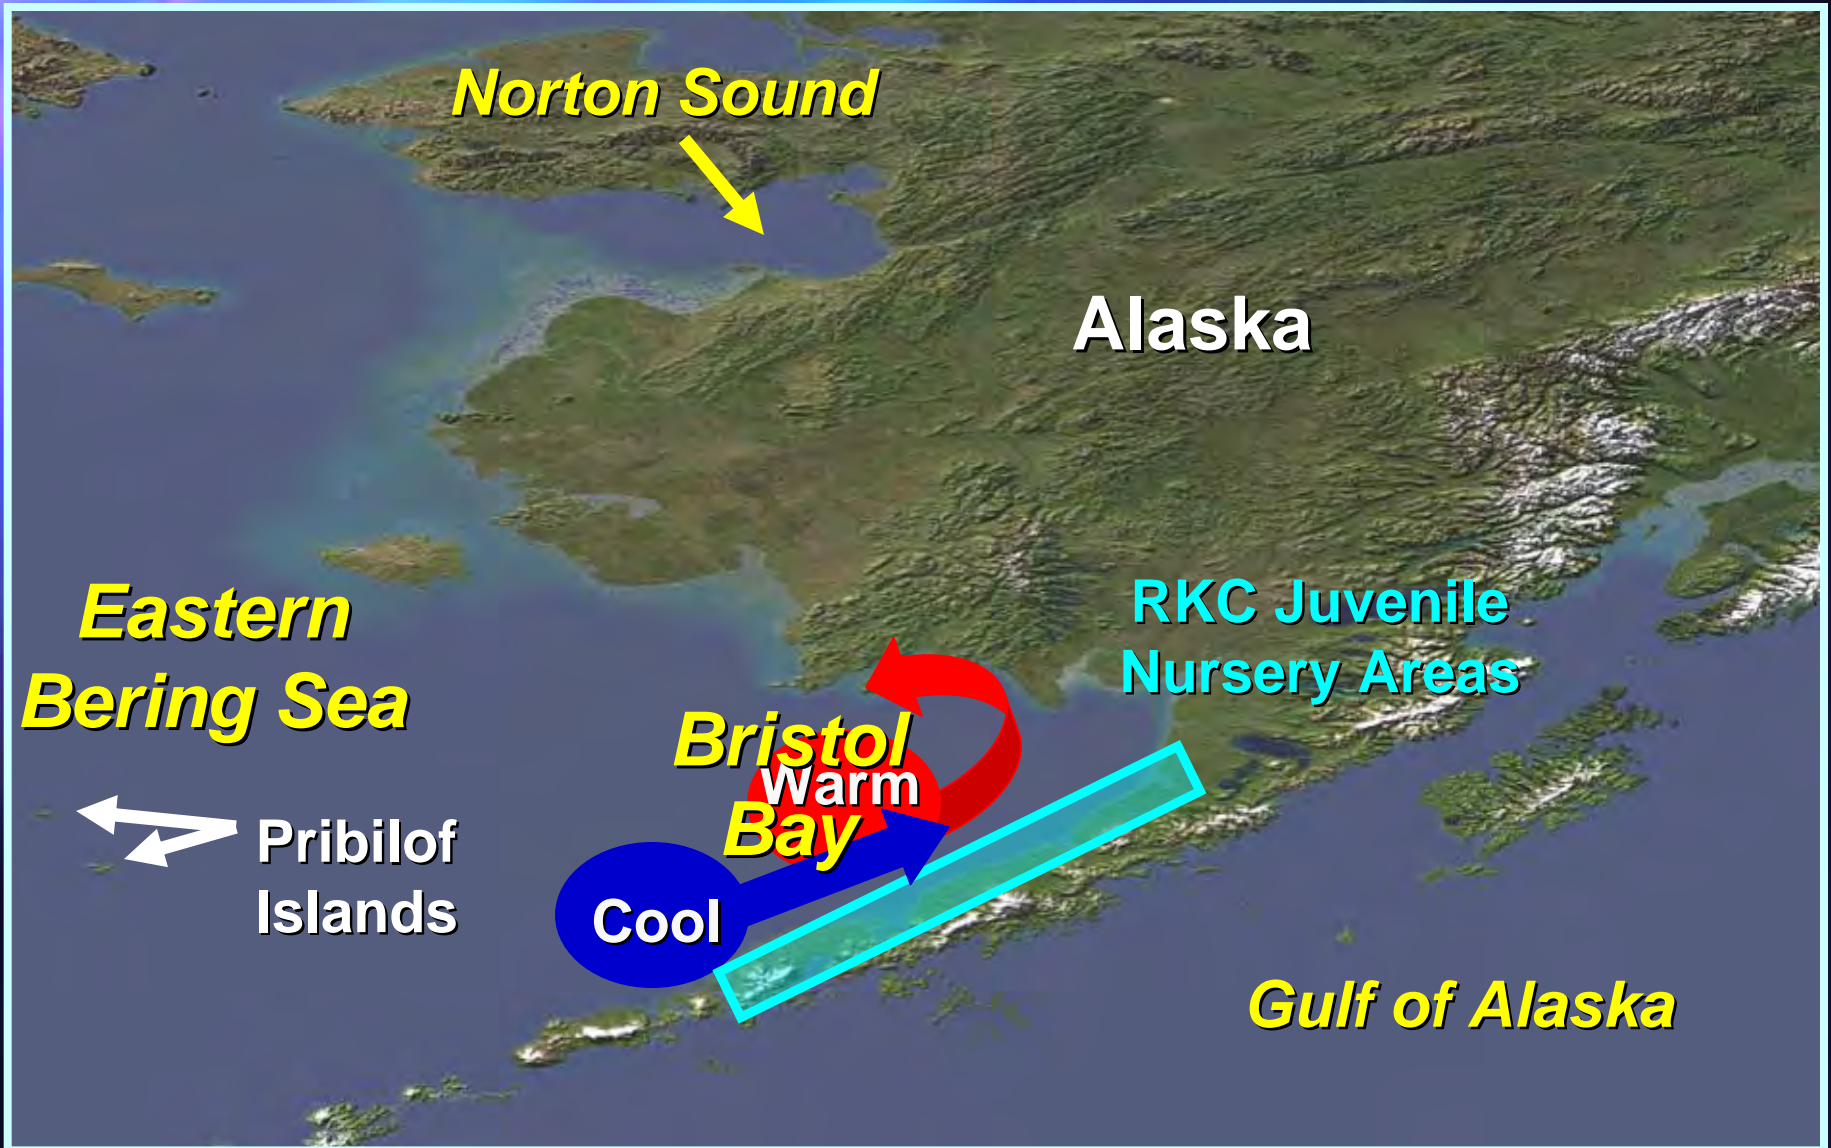 Norton Sound
Alaska
Eastern
Bering Sea
RKC Juvenile
Nursery Areas
Bristol
Bay
Warm
Pribilof
Islands
Cool
Gulf of Alaska